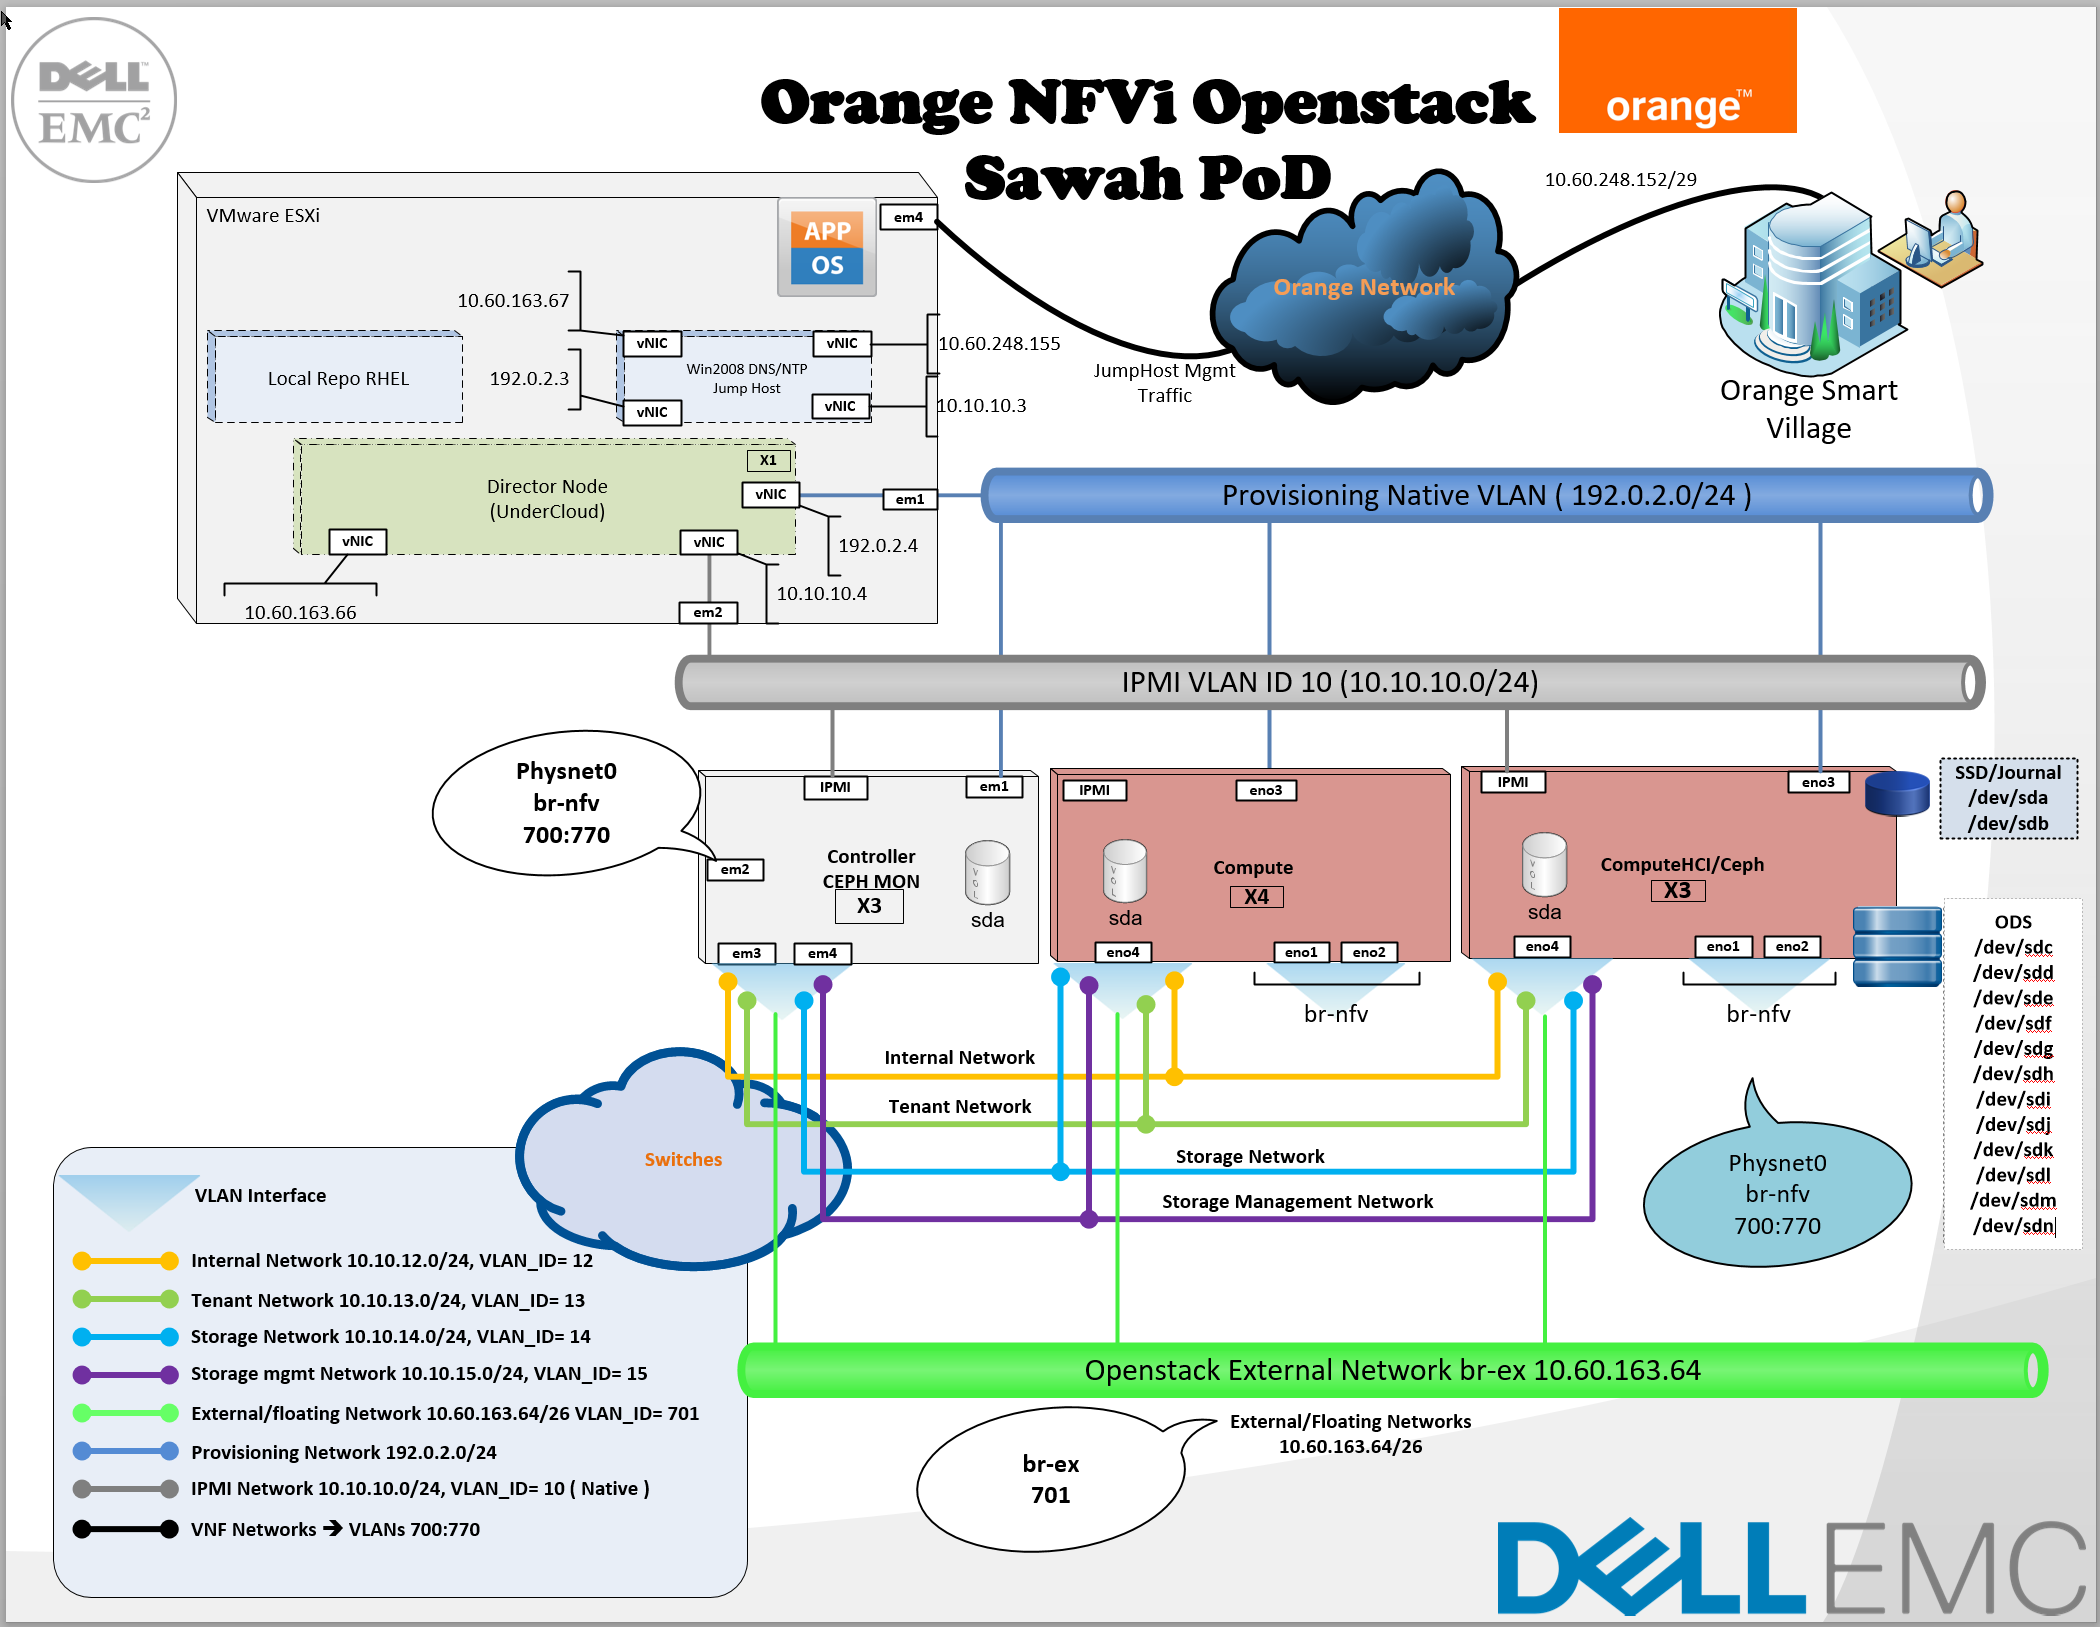 DELL™
EMC²
Orange NFVi Openstack
Sawah PoD
orange™
10.60.248.152/29
VMware ESXi
APP
OS
em4
10.60.163.67
vNIC
vNIC
10.60.248.155
Orange Network
Local Repo RHEL
192.0.2.3
Win2008 DNS/NTP
Jump Host
vNIC
vNIC
10.10.10.3
JumpHost Mgmt
Traffic
Orange Smart
Village
X1
Director Node
(UnderCloud)
vNIC
em1
Provisioning Native VLAN ( 192.0.2.0/24 )
vNIC
vNIC
192.0.2.4
10.10.10.4
10.60.163.66
em2
IPMI VLAN ID 10 (10.10.10.0/24)
Physnet0
br-nfv
700:770
IPMI
em1
em2
Controller
CEPH MON
X3
VOL
sda
em3
em4
IPMI
eno3
VOL
sda
Compute
X4
eno4
eno1
eno2
br-nfv
IPMI
eno3
VOL
sda
ComputeHCI/Ceph
X3
eno4
eno1
eno2
br-nfv
SSD/Journal
/dev/sda
/dev/sdb
ODS
/dev/sdc
/dev/sdd
/dev/sde
/dev/sdf
/dev/sdg
/dev/sdh
/dev/sdi
/dev/sdj
/dev/sdk
/dev/sdl
/dev/sdm
/dev/sdn
Internal Network
Tenant Network
Storage Network
Storage Management Network
Switches
Physnet0
br-nfv
700:770
VLAN Interface
Internal Network 10.10.12.0/24, VLAN_ID= 12
Tenant Network 10.10.13.0/24, VLAN_ID= 13
Storage Network 10.10.14.0/24, VLAN_ID= 14
Storage mgmt Network 10.10.15.0/24, VLAN_ID= 15
External/floating Network 10.60.163.64/26 VLAN_ID= 701
Provisioning Network 192.0.2.0/24
IPMI Network 10.10.10.0/24, VLAN_ID= 10 ( Native )
VNF Networks ➔ VLANs 700:770
Openstack External Network br-ex 10.60.163.64
External/Floating Networks
10.60.163.64/26
br-ex
701
DELL EMC